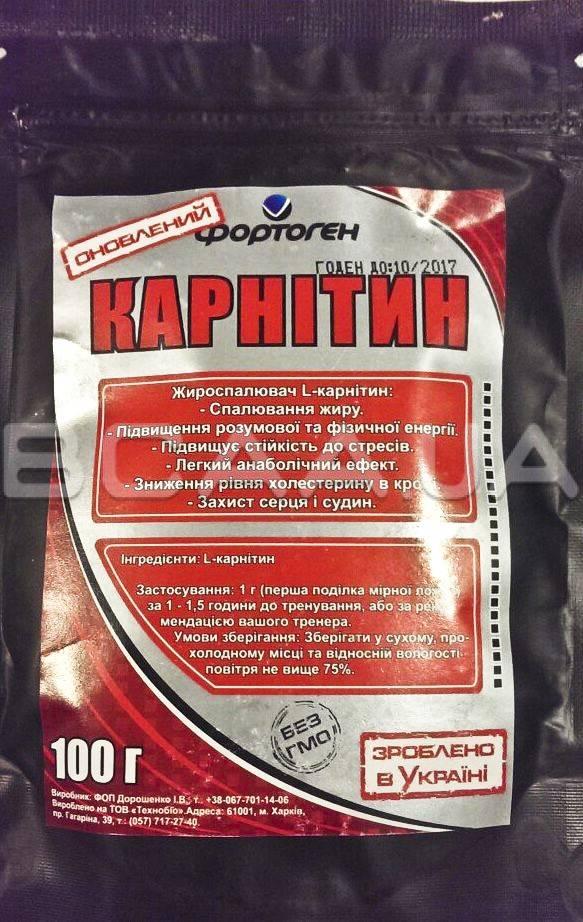 ОНОВЛЕНИЙ
фортоген
ГОДЕН ДО:10/2017
КАРНІТИН
Жироспалювач L-карнітин:
- Спалювання жиру.
- Підвищення розумової та фізичної енергії.
- Підвищує стійкість до стресів.
- Легкий анаболічний ефект.
- Зниження рівня холестерину в
- Захист серця і судин.
Інгредієнти: L-карнітин
Застосування: 1 г (перша поділка мірної
за 1 - 1,5 години до тренування, або за ре
мендацією вашого тренера.
Умови зберігання: Зберігати у сухому, про-
холодному місці та відносній вологості
повітря не вище 75%.
БЕЗ
ГМО
100 г
ЗРОБЛЕНО
в Україні
Виробник: ФОП Дорошенко І.В., т.. +38-067-701-14-06
Вироблено на ТОВ «Технобіо».Адреса: 61001, м. Харків,
пр. Гагаріна, 39, т.: (057) 717-27-40.